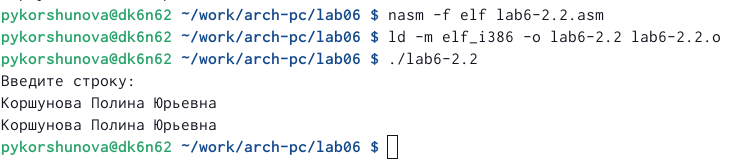 pykorshunova@dk6n62 ~/work/arch-pc/lab06 $ nasm -f elf lab6-2.2.asm
pykorshunova@dk6n62 ~/work/arch-pc/lab06 $ ld -m elf_i386 -o lab6-2.2 lab6-2.2.o
pykorshunova@dk6n62 ~/work/arch-pc/lab06 $ ./lab6-2.2
Введите строку:
Коршунова Полина Юрьевна
Коршунова Полина Юрьевна
pykorshunova@dk6n62 ~/work/arch-pc/lab06 $